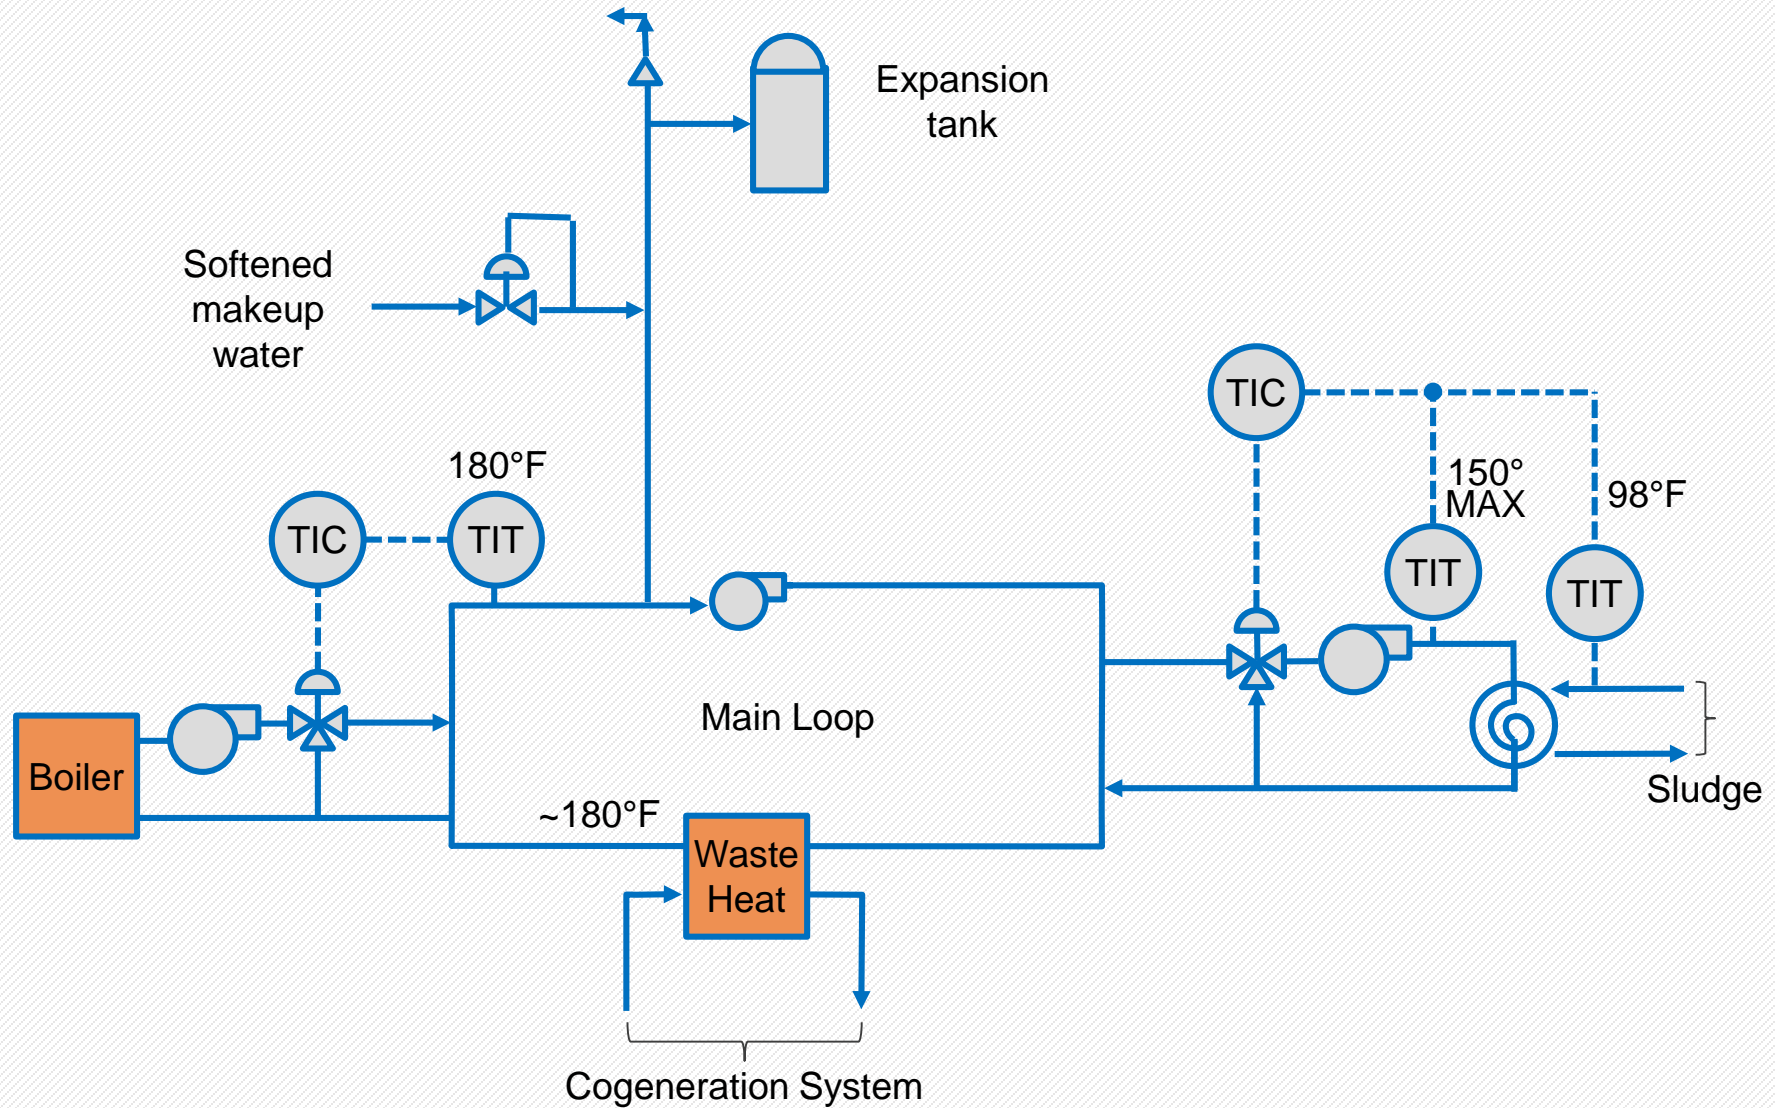 Expansion
tank
Softened
makeup
water
TIC
180°F
150°
MAX
98°F
TIC
TIT
TIT
TIT
Main Loop
Boiler
Sludge
~180°F
Waste
Heat
Cogeneration System